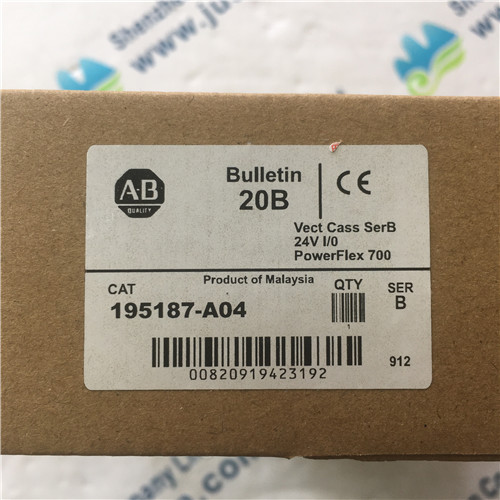 Bulletin
20B
CE
AB
QUALITY
Vect Cass SerB
24V I/0
PowerFlex 700
Product of Malaysia
CAT
QTY
SER
195187-A04
B
00820919423192
912